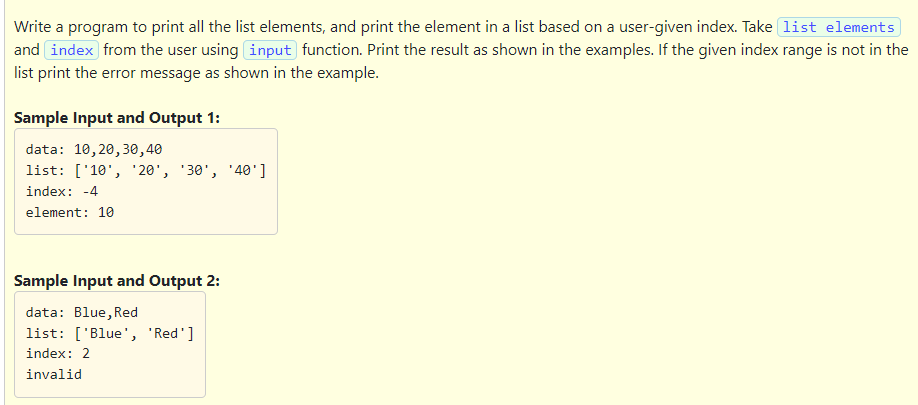 Write a program to print all the list elements, and print the element in a list based on a user-given index. Take list elements
and index from the user using input function. Print the result as shown in the examples. If the given index range is not in the
list print the error message as shown in the example.
Sample Input and Output 1:
data: 10,20,30,40
list: ['10', '20', '30', '40']
index: -4
element: 10
Sample Input and Output 2:
data: Blue,Red
list: ['Blue', 'Red']
index: 2
invalid